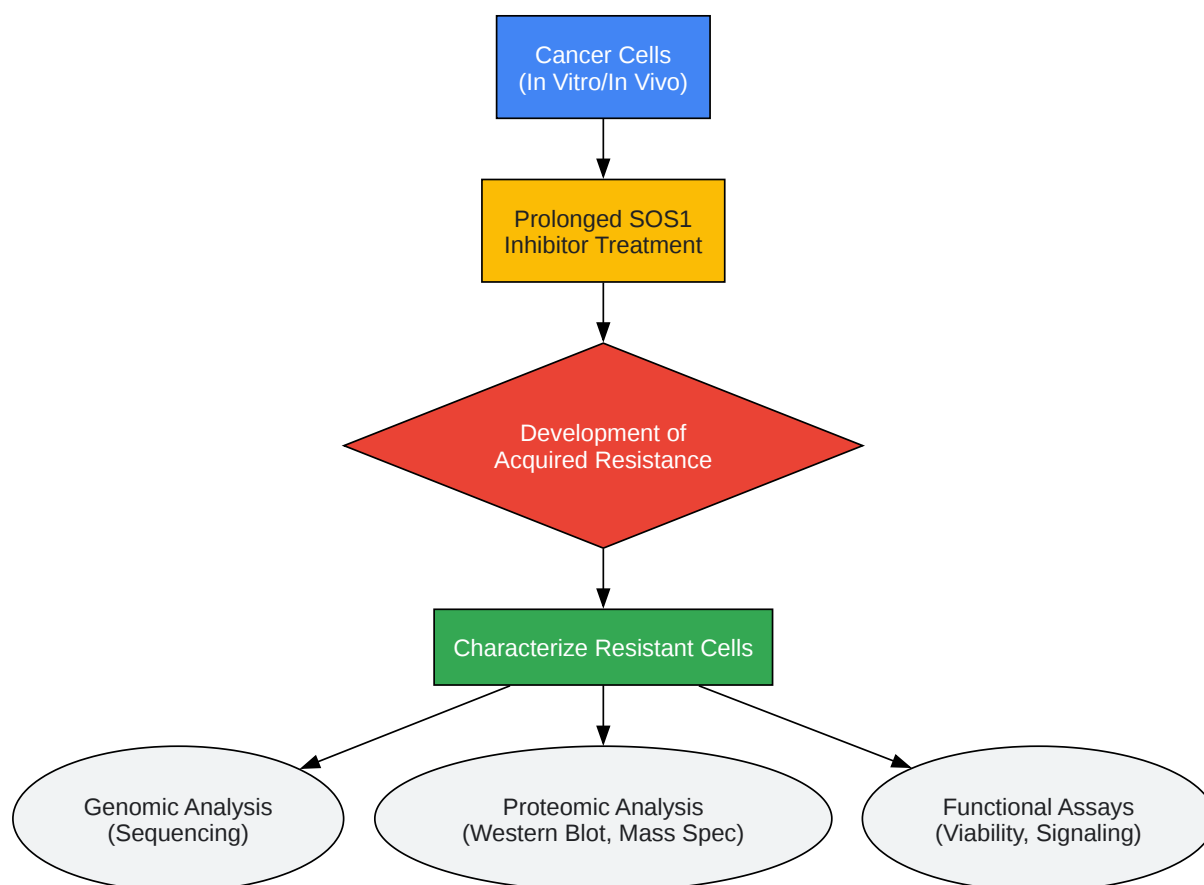 Cancer Cells
(In Vitro/In Vivo)
Prolonged SOS1
Inhibitor Treatment
Development of
Acquired Resistance
Characterize Resistant Cells
Genomic Analysis
(Sequencing)
Proteomic Analysis
(Western Blot, Mass Spec)
Functional Assays
(Viability, Signaling)